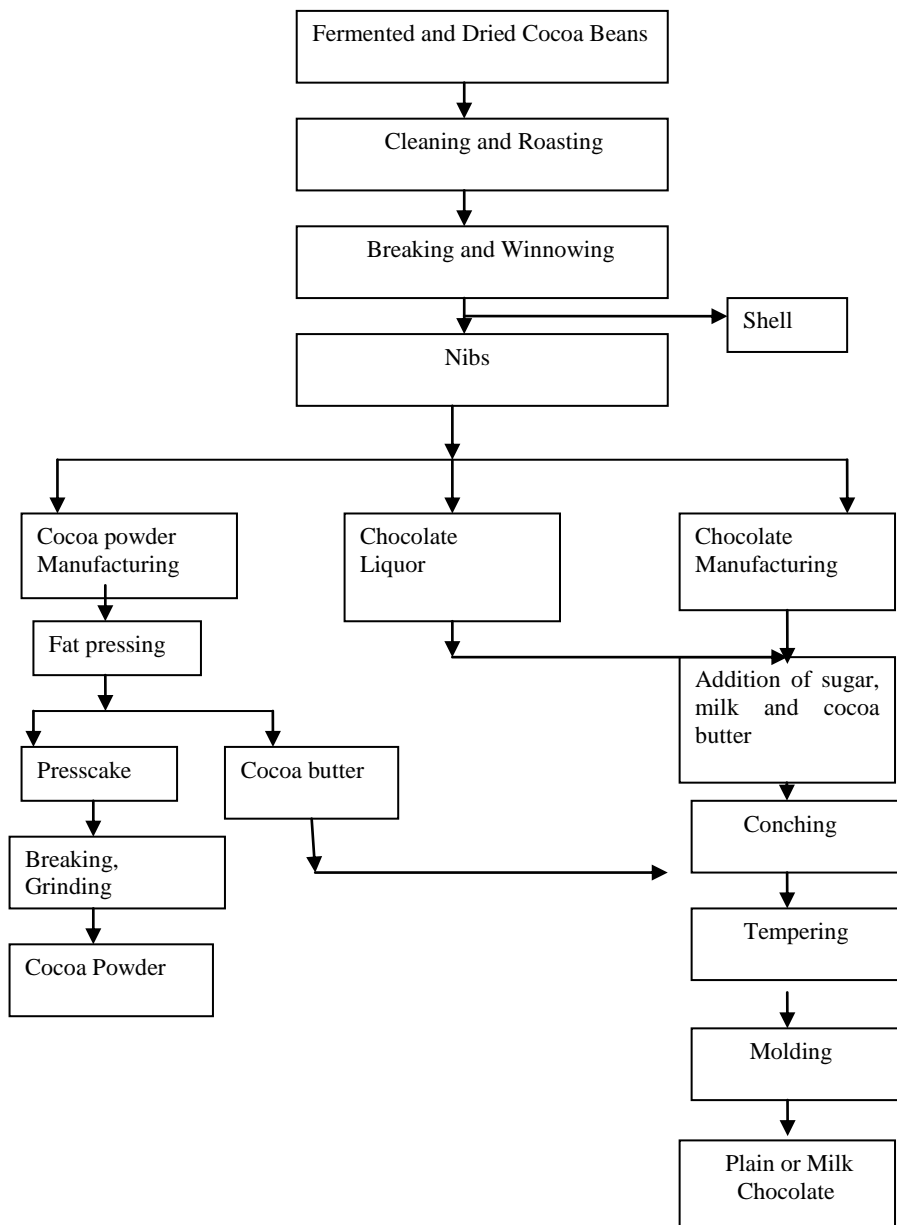 Fermented and Dried Cocoa Beans
Cleaning and Roasting
Breaking and Winnowing
Shell
Nibs
Cocoa powder
Manufacturing
Chocolate
Liquor
Chocolate
Manufacturing
Fat pressing
Addition of sugar,
milk and cocoa
butter
Presscake
Cocoa butter
Conching
Breaking,
Grinding
Tempering
Cocoa Powder
Molding
Plain or Milk
Chocolate